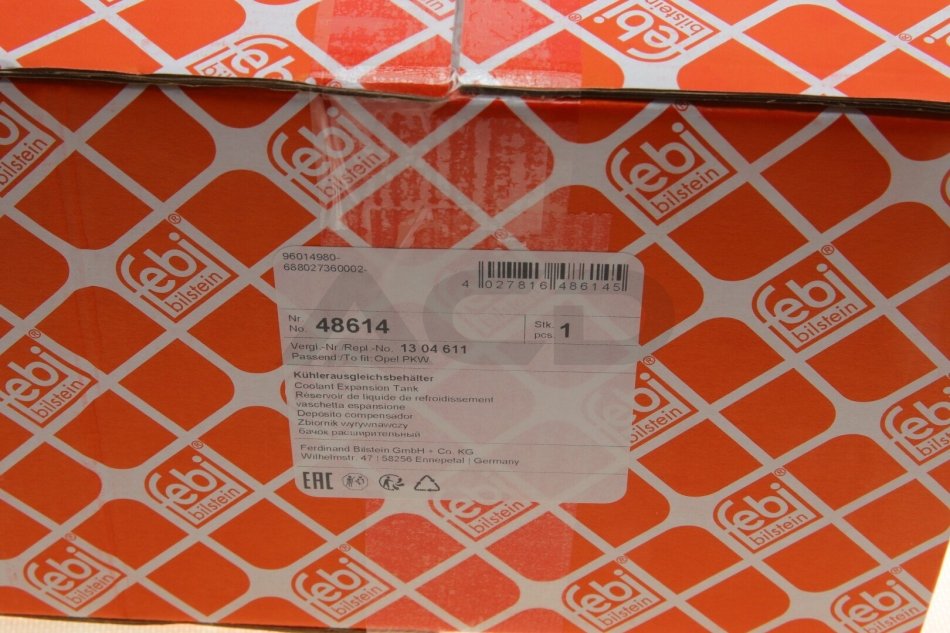 febi
bilstein
96014980-
688027360002-
4 027816 486145
Nr.
No. 48614
Stk.
pcs. 1
Vergl.-Nr./Repl.-No. 13 04 611
Passend/To fit: Opel PKW
Kühlerausgleichsbehälter
Coolant Expansion Tank
Réservoir de liquide de refroidissement
vaschetta espansione
Depósito compensador
Zbiornik wyrywnawczy
бачок расширительный
Ferdinand Bilstein GmbH + Co. KG
Wilhelmstr. 47 | 58256 Ennepetal | Germany
EAC